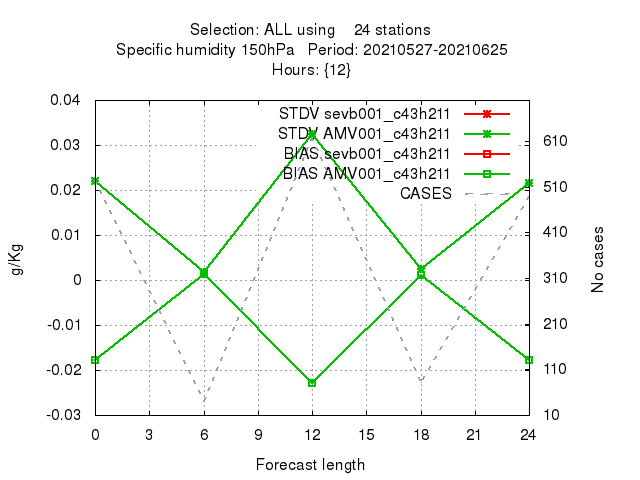 Selection: ALL using    24 stations
Specific humidity 150hPa   Period: 20210527-20210625
Hours: {12}
STDV sevb001_c43h211
STDV AMV001_c43h211
BIAS sevb001_c43h211
BIAS AMV001_c43h211
CASES
0.04
0.03
0.02
0.01
0
-0.01
-0.02
-0.03
g/Kg
610
510
410
310
210
110
10
No cases
0 3 6 9 12 15 18 21 24
Forecast length